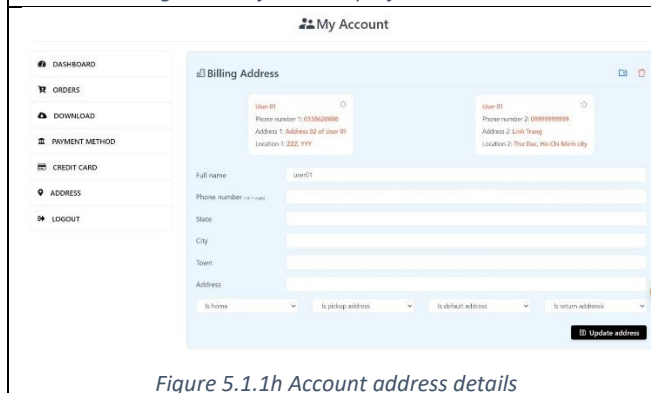 My Account
DASHBOARD
ORDERS
DOWNLOAD
PAYMENT METHOD
CREDIT CARD
ADDRESS
LOGOUT
Billing Address
User 01
Phone number 1: 0338620888
Address 1: Address 02 of User 01
Location 1: ZZZ, YYY
User 01
Phone number 2: 09999999999
Address 2: Linh Trung
Location 2: Thu Duc, Ho Chi Minh city
Full name
user01
Phone number
State
City
Town
Address
Is home
Is pickup address
Is default address
Is return address
Update address
Figure 5.1.1h Account address details